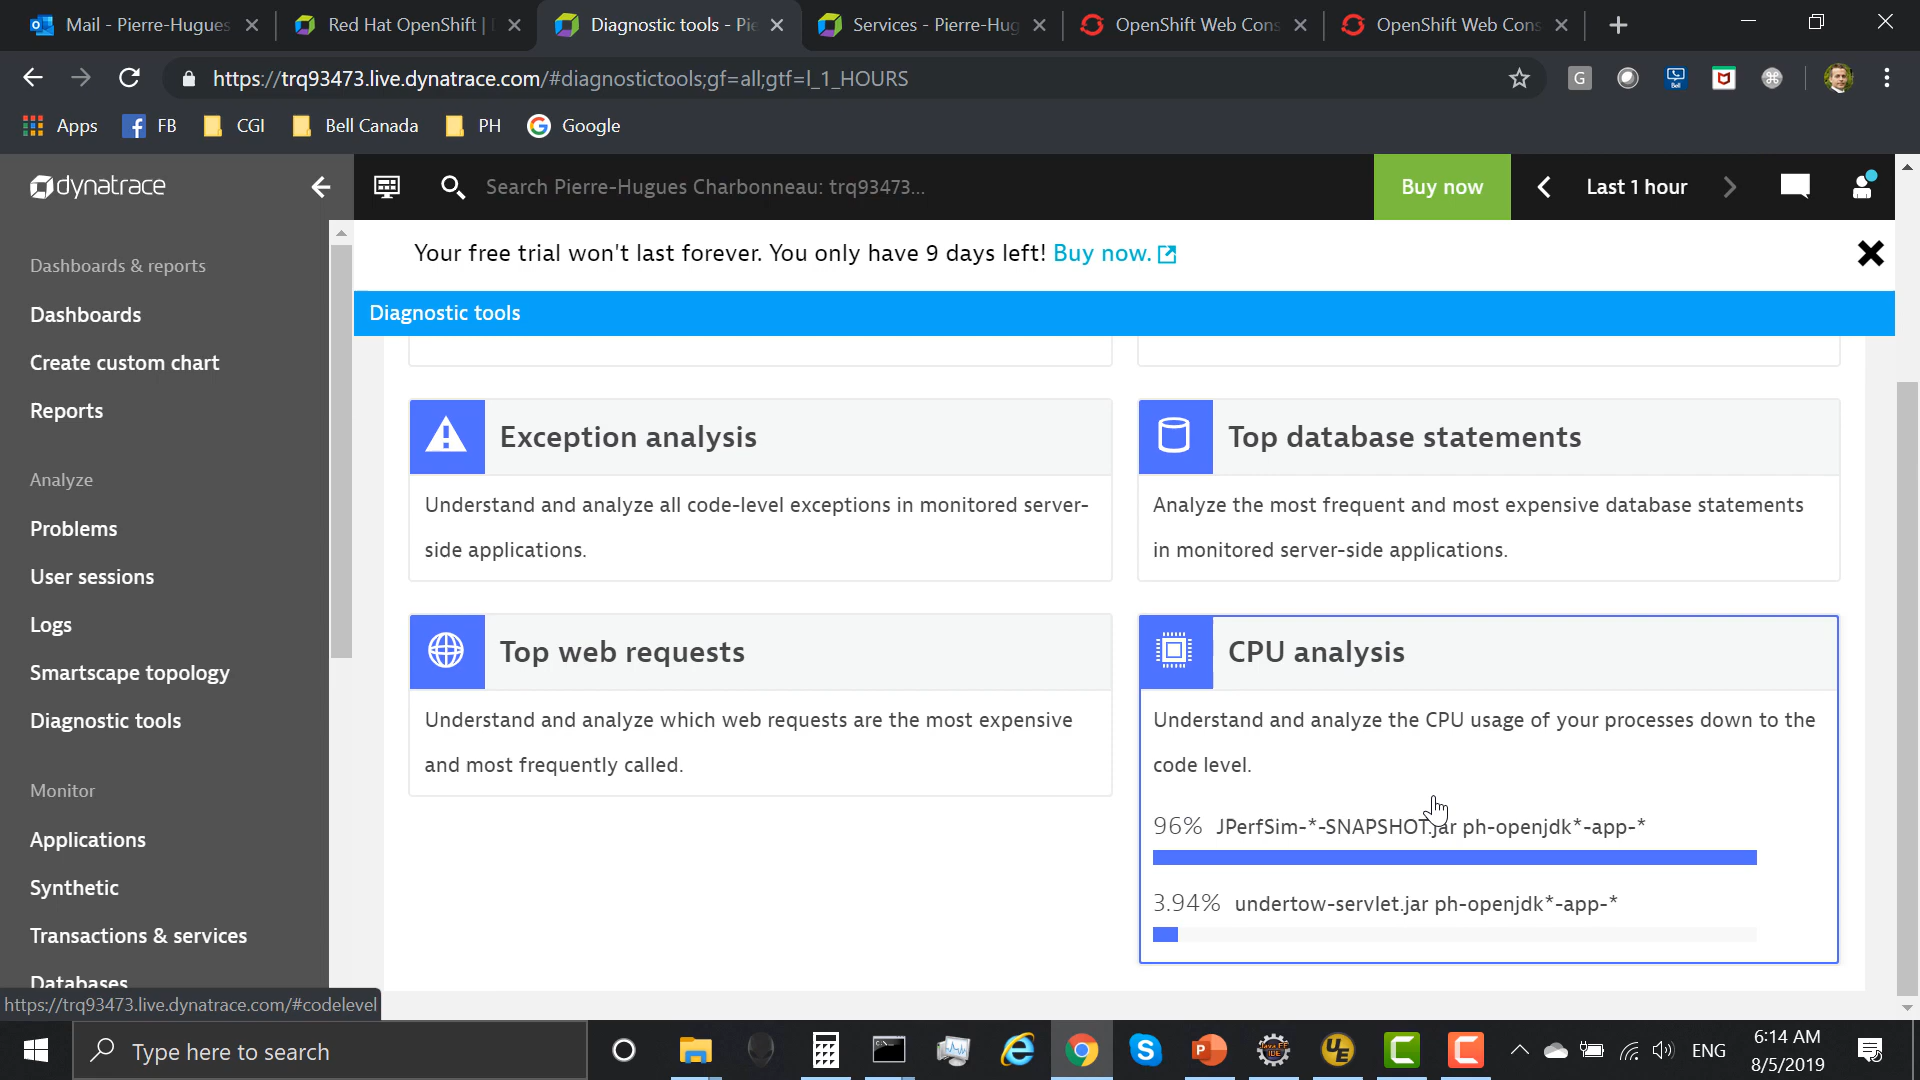 Mail - Pierre-Hugues
Red Hat OpenShift |
Diagnostic tools - Pie
Services - Pierre-Hug
OpenShift Web Cons
OpenShift Web Cons
https://trq93473.live.dynatrace.com/#diagnostictools;gf=all;gtf=l_1_HOURS
Apps
FB
CGI
Bell Canada
PH
Google
dynatrace
Search Pierre-Hugues Charbonneau: trq93473...
Buy now
Last 1 hour
Your free trial won't last forever. You only have 9 days left! Buy now.
Diagnostic tools
Dashboards & reports
Dashboards
Create custom chart
Reports
Analyze
Problems
User sessions
Logs
Smartscape topology
Diagnostic tools
Monitor
Applications
Synthetic
Transactions & services
Databases
https://trq93473.live.dynatrace.com/#codelevel
Exception analysis
Understand and analyze all code-level exceptions in monitored server-
side applications.
Top database statements
Analyze the most frequent and most expensive database statements
in monitored server-side applications.
Top web requests
Understand and analyze which web requests are the most expensive
and most frequently called.
CPU analysis
Understand and analyze the CPU usage of your processes down to the
code level.
96% JPerfSim-*-SNAPSHOT.jar ph-openjdk*-app-*
3.94% undertow-servlet.jar ph-openjdk*-app-*
Type here to search
ENG
6:14 AM
8/5/2019